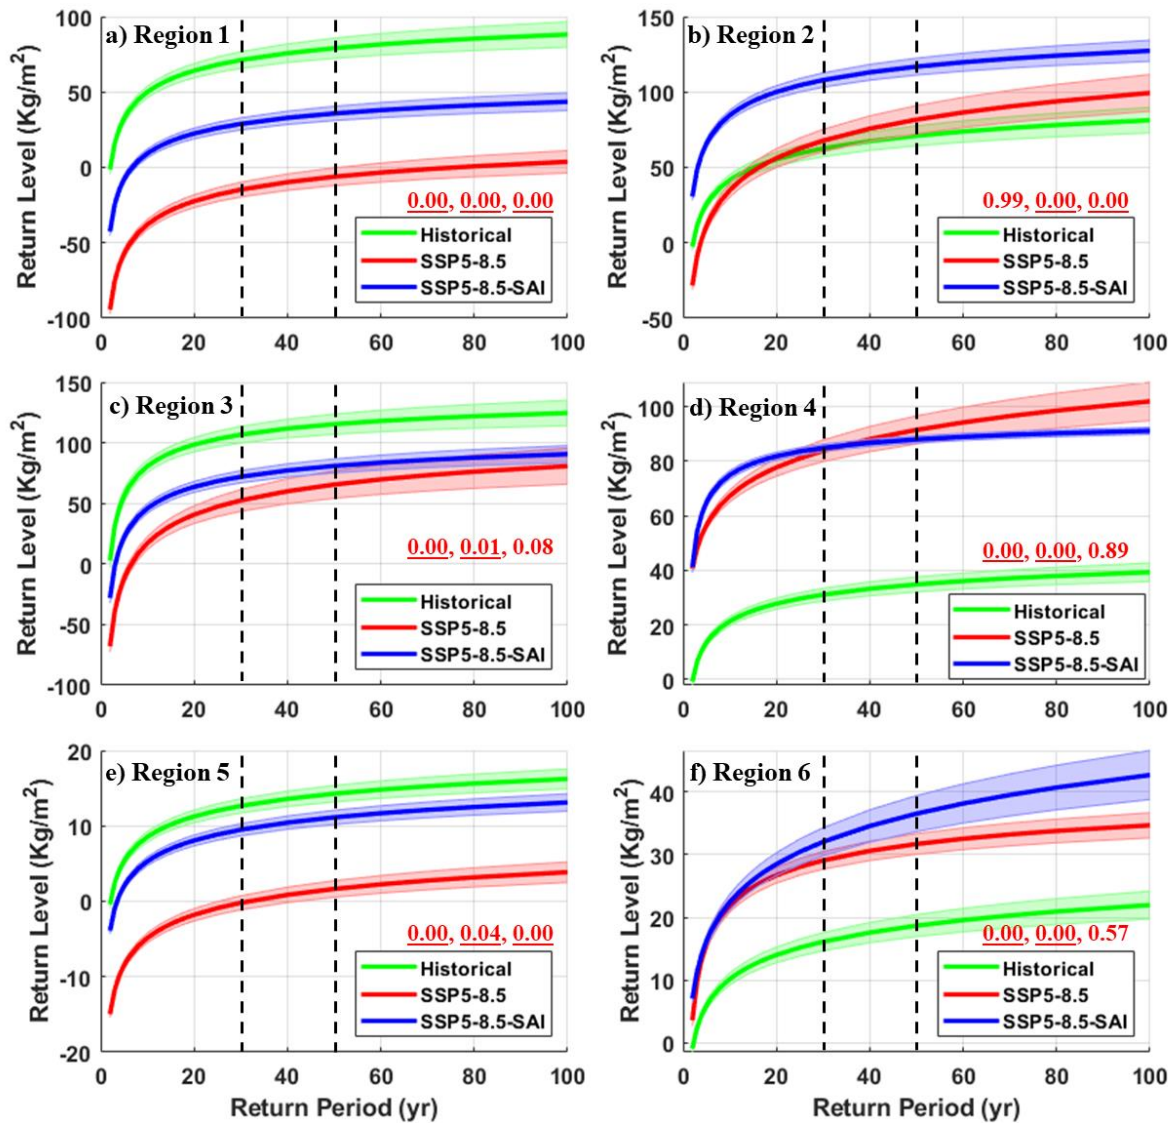 a) Region 1
Return Level (Kg/m²)
100
50
0
-50
-100
0.00, 0.00, 0.00
Historical
SSP5-8.5
SSP5-8.5-SAI
0 20 40 60 80 100
b) Region 2
Return Level (Kg/m²)
150
100
50
0
-50
0.99, 0.00, 0.00
Historical
SSP5-8.5
SSP5-8.5-SAI
0 20 40 60 80 100
c) Region 3
Return Level (Kg/m²)
150
100
50
0
-50
-100
0.00, 0.01, 0.08
Historical
SSP5-8.5
SSP5-8.5-SAI
0 20 40 60 80 100
d) Region 4
Return Level (Kg/m²)
100
80
60
40
20
0
0.00, 0.00, 0.89
Historical
SSP5-8.5
SSP5-8.5-SAI
0 20 40 60 80 100
e) Region 5
Return Level (Kg/m²)
20
10
0
-10
-20
0.00, 0.04, 0.00
Historical
SSP5-8.5
SSP5-8.5-SAI
0 20 40 60 80 100
Return Period (yr)
f) Region 6
Return Level (Kg/m²)
40
30
20
10
0
0.00, 0.00, 0.57
Historical
SSP5-8.5
SSP5-8.5-SAI
0 20 40 60 80 100
Return Period (yr)